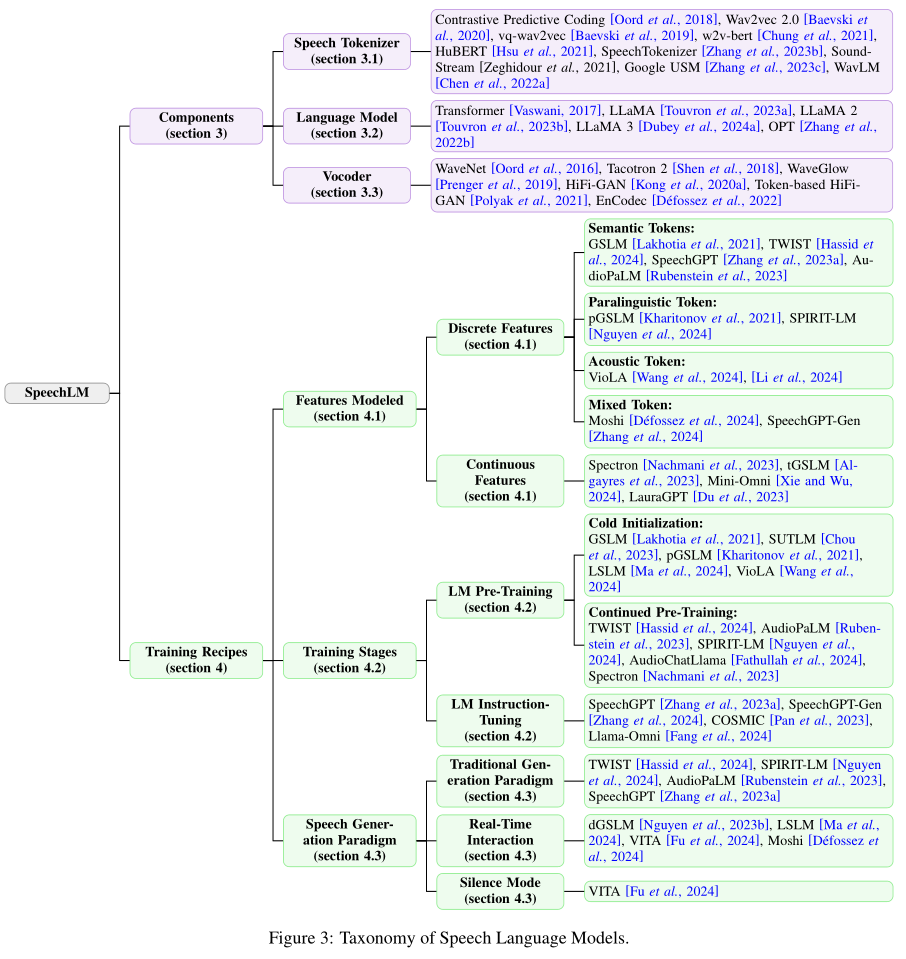 SpeechLM
Components
(section 3)
Speech Tokenizer
(section 3.1)
Contrastive Predictive Coding [Oord et al., 2018], Wav2vec 2.0 [Baevski
et al., 2020], vq-wav2vec [Baevski et al., 2019], w2v-bert [Chung et al., 2021],
HuBERT [Hsu et al., 2021], SpeechTokenizer [Zhang et al., 2023b], Sound-
Stream [Zeghidour et al., 2021], Google USM [Zhang et al., 2023c], WavLM
[Chen et al., 2022a]
Language Model
(section 3.2)
Transformer [Vaswani, 2017], LLaMA [Touvron et al., 2023a], LLaMA 2
[Touvron et al., 2023b], LLaMA 3 [Dubey et al., 2024a], OPT [Zhang et al.,
2022b]
Vocoder
(section 3.3)
WaveNet [Oord et al., 2016], Tacotron 2 [Shen et al., 2018], WaveGlow
[Prenger et al., 2019], HiFi-GAN [Kong et al., 2020a], Token-based HiFi-
GAN [Polyak et al., 2021], EnCodec [Défossez et al., 2022]
Training Recipes
(section 4)
Features Modeled
(section 4.1)
Discrete Features
(section 4.1)
Semantic Tokens:
GSLM [Lakhotia et al., 2021], TWIST [Hassid et
al., 2024], SpeechGPT [Zhang et al., 2023a], Au-
dioPaLM [Rubenstein et al., 2023]
Paralinguistic Token:
pGSLM [Kharitonov et al., 2021], SPIRIT-LM
[Nguyen et al., 2024]
Acoustic Token:
VioLA [Wang et al., 2024], [Li et al., 2024]
Mixed Token:
Moshi [Défossez et al., 2024], SpeechGPT-Gen
[Zhang et al., 2024]
Continuous
Features
(section 4.1)
Spectron [Nachmani et al., 2023], tGSLM [Al-
gayres et al., 2023], Mini-Omni [Xie and Wu,
2024], LauraGPT [Du et al., 2023]
Training Stages
(section 4.2)
LM Pre-Training
(section 4.2)
Cold Initialization:
GSLM [Lakhotia et al., 2021], SUTLM [Chou
et al., 2023], pGSLM [Kharitonov et al., 2021],
LSLM [Ma et al., 2024], VioLA [Wang et al.,
2024]
Continued Pre-Training:
TWIST [Hassid et al., 2024], AudioPaLM [Ruben-
stein et al., 2023], SPIRIT-LM [Nguyen et al.,
2024], AudioChatLlama [Fathullah et al., 2024],
Spectron [Nachmani et al., 2023]
LM Instruction-
Tuning
(section 4.2)
SpeechGPT [Zhang et al., 2023a], SpeechGPT-Gen
[Zhang et al., 2024], COSMIC [Pan et al., 2023],
Llama-Omni [Fang et al., 2024]
Speech Gener-
ation Paradigm
(section 4.3)
Traditional Gen-
eration Paradigm
(section 4.3)
TWIST [Hassid et al., 2024], SPIRIT-LM [Nguyen
et al., 2024], AudioPaLM [Rubenstein et al., 2023],
SpeechGPT [Zhang et al., 2023a]
Real-Time
Interaction
(section 4.3)
dGSLM [Nguyen et al., 2023b], LSLM [Ma et al.,
2024], VITA [Fu et al., 2024], Moshi [Défossez et
al., 2024]
Silence Mode
(section 4.3)
VITA [Fu et al., 2024]
Figure 3: Taxonomy of Speech Language Models.